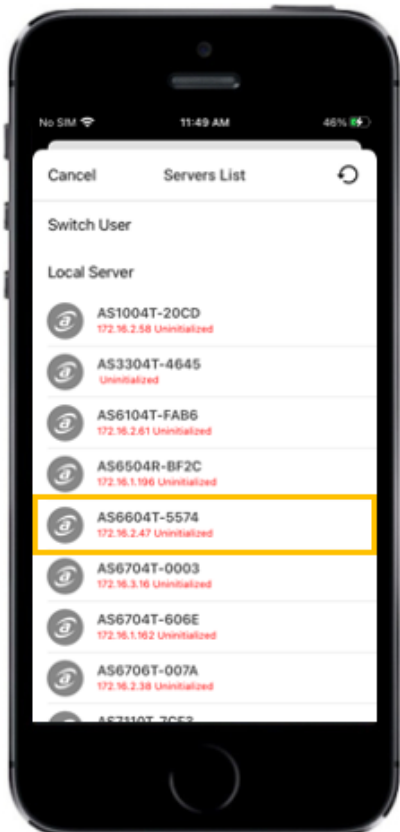 No SIM 11:49 AM 46%
Cancel Servers List
Switch User
Local Server
AS1004T-20CD
172.16.2.58 Uninitialized
AS3304T-4645
Uninitialized
AS6104T-FAB6
172.16.2.61 Uninitialized
AS6504R-BF2C
172.16.1.196 Uninitialized
AS6604T-5574
172.16.2.47 Uninitialized
AS6704T-0003
172.16.3.16 Uninitialized
AS6704T-606E
172.16.1.162 Uninitialized
AS6706T-007A
172.16.2.38 Uninitialized